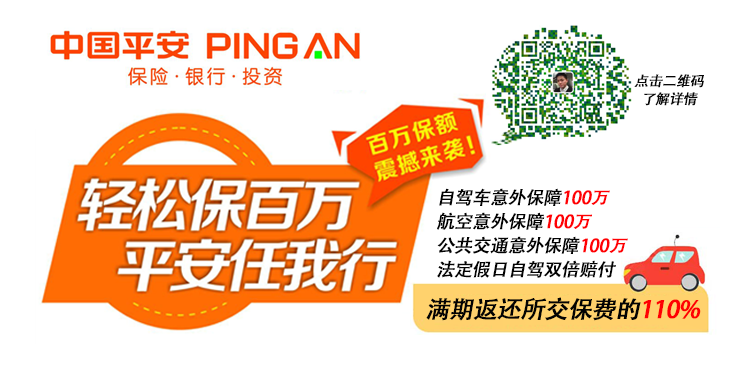 中国平安 PING AN
保险·银行·投资
点击二维码
了解详情
百万保额
震撼来袭！
轻松保百万
平安任我行
自驾车意外保障100万
航空意外保障100万
公共交通意外保障100万
法定假日自驾双倍赔付
满期返还所交保费的110%